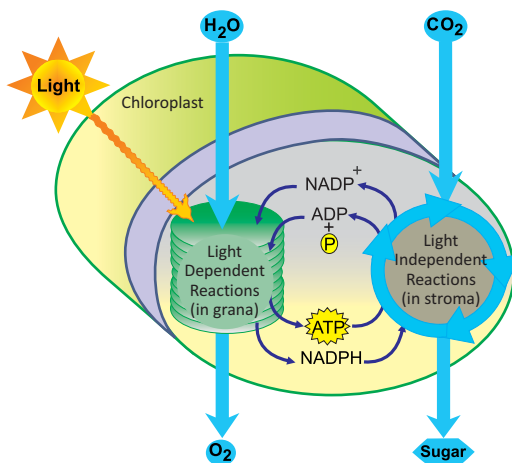 H₂O
CO₂
Light
Chloroplast
NADP⁺
ADP
+
P
Light
Dependent
Reactions
(in grana)
Light
Independent
Reactions
(in stroma)
ATP
NADPH
O₂
Sugar